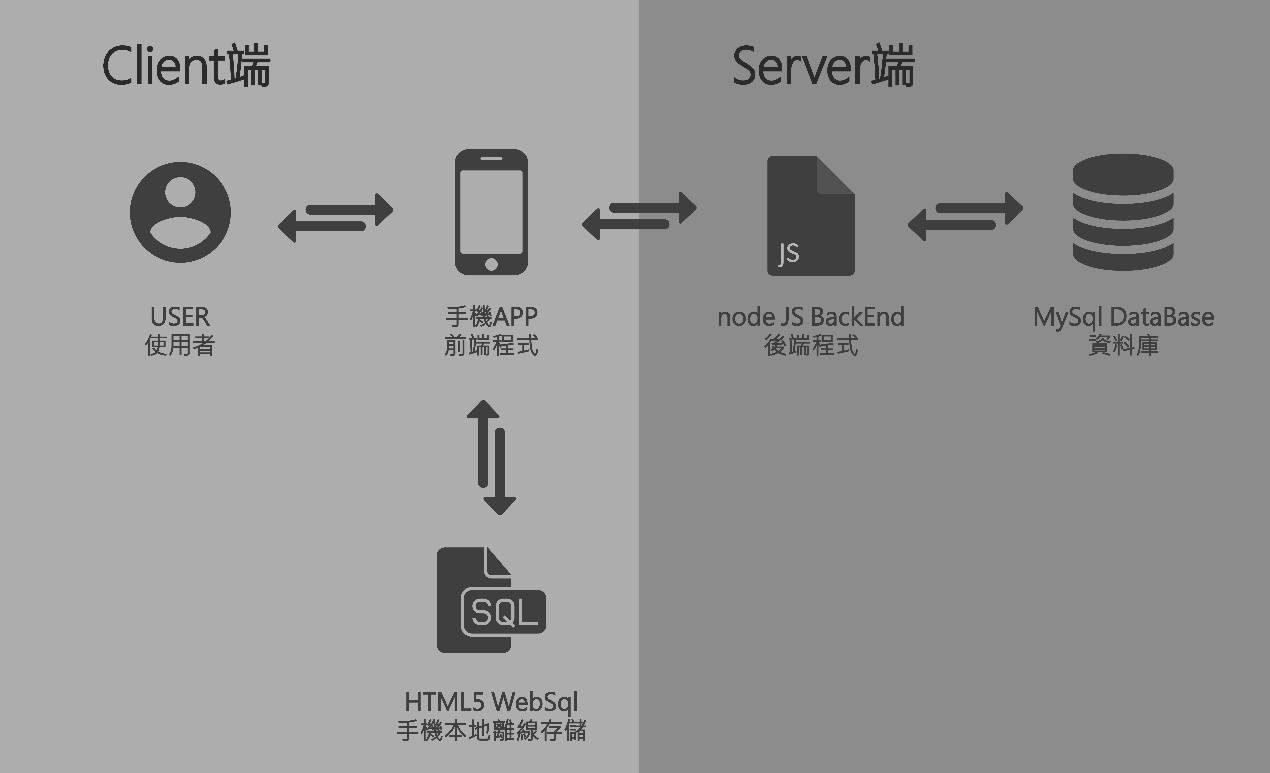 Client端
Server端
USER
使用者
手機APP
前端程式
JS
node JS BackEnd
後端程式
MySql DataBase
資料庫
SQL
HTML5 WebSql
手機本地離線存儲